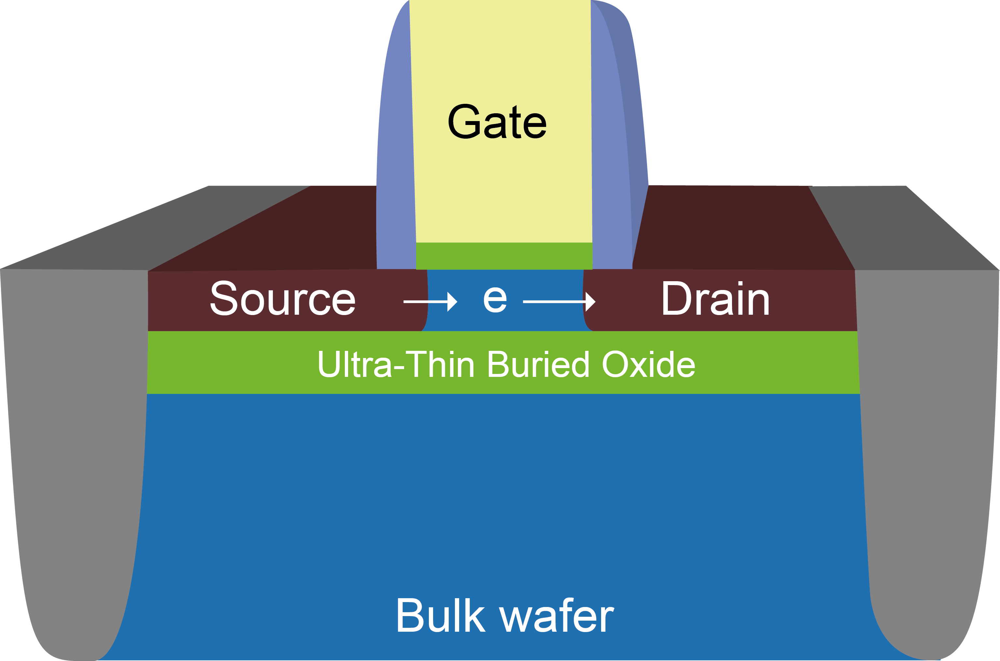 Gate
Source e Drain
Ultra-Thin Buried Oxide
Bulk wafer